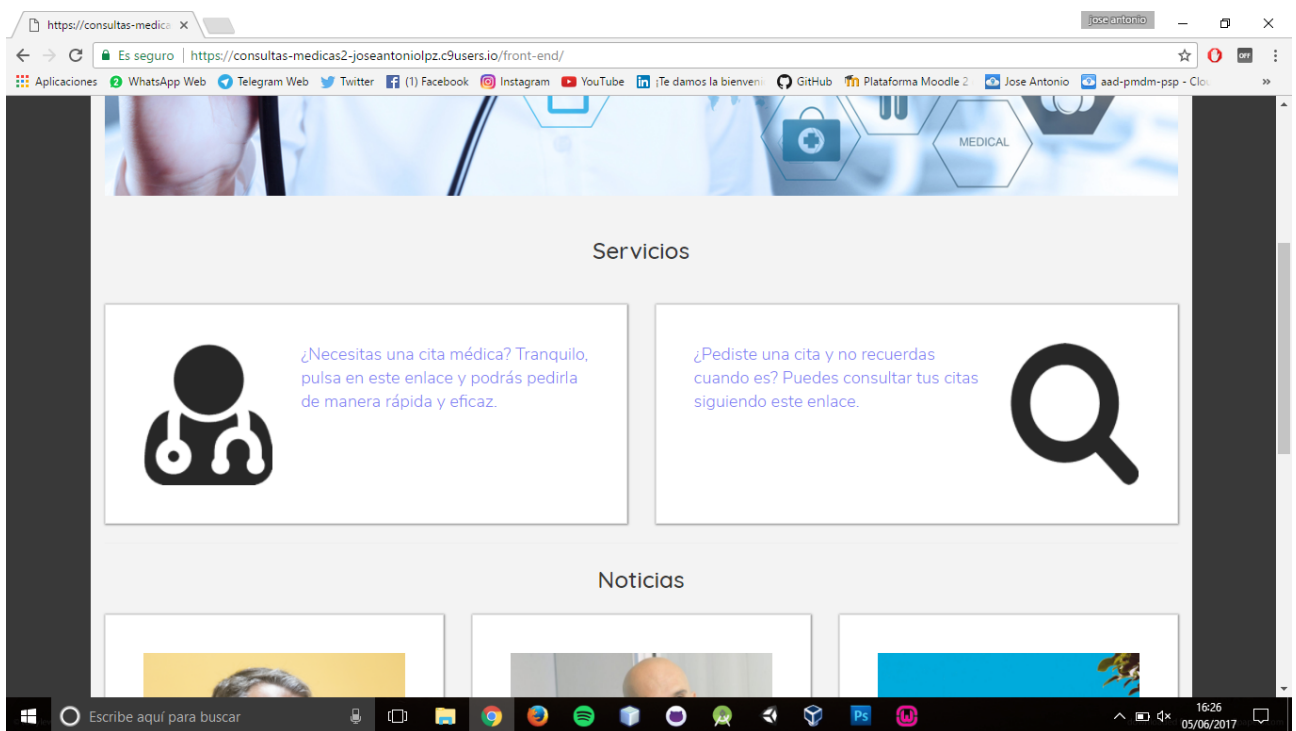 https://consultas-medica
jose antonio
Es seguro | https://consultas-medicas2-joseantoniolpz.c9users.io/front-end/
OFF
Aplicaciones WhatsApp Web Telegram Web Twitter (1) Facebook Instagram YouTube ¡Te damos la bienveni GitHub Plataforma Moodle 2 Jose Antonio aad-pmdm-psp - Clou
MEDICAL
Servicios
¿Necesitas una cita médica? Tranquilo,
pulsa en este enlace y podrás pedirla
de manera rápida y eficaz.
¿Pediste una cita y no recuerdas
cuando es? Puedes consultar tus citas
siguiendo este enlace.
Noticias
Escribe aquí para buscar
Ps
16:26
05/06/2017